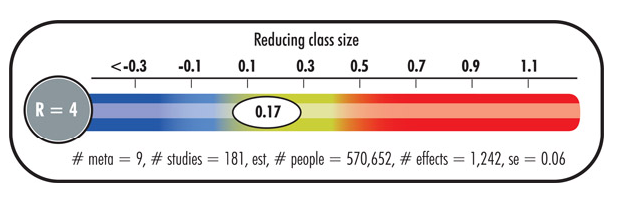 Reducing class size
<-0.3 -0.1 0.1 0.3 0.5 0.7 0.9 1.1
R = 4 0.17
# meta = 9, # studies = 181, est, # people = 570,652, # effects = 1,242, se = 0.06